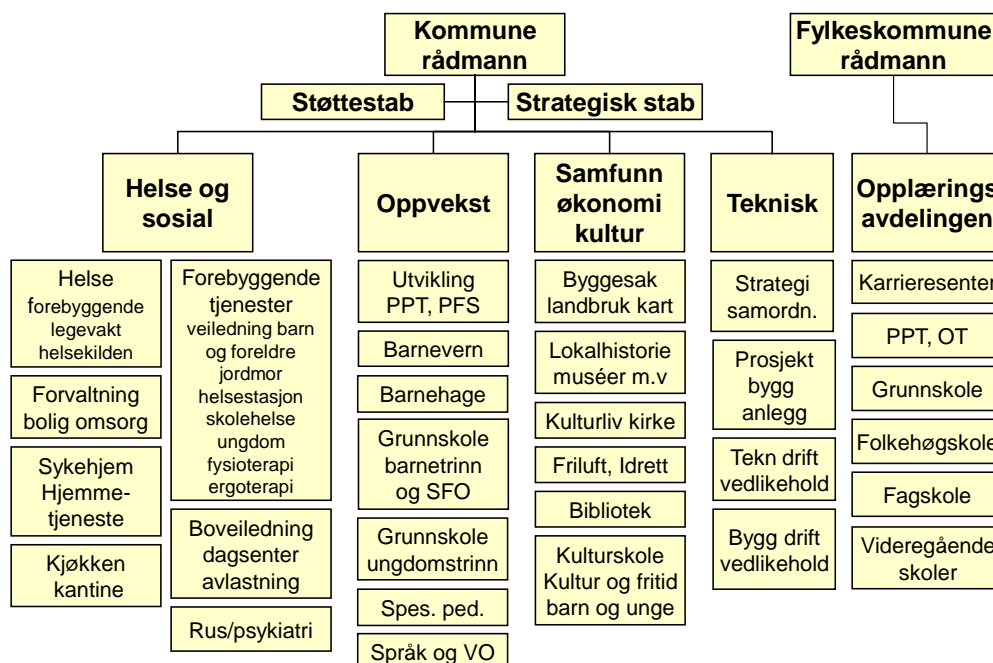 Kommune
rådmann
Fylkeskommune
rådmann
Støttestab
Strategisk stab
Helse og
sosial
Oppvekst
Samfunn
økonomi
kultur
Teknisk
Opplærings
avdelingen
Helse
forebyggende
legevakt
helsekilden
Forvaltning
bolig omsorg
Sykehjem
Hjemme-
tjeneste
Kjøkken
kantine
Forebyggende
tjenester
veiledning barn
og foreldre
jordmor
helsestasjon
skolehelse
ungdom
fysioterapi
ergoterapi
Boveiledning
dagsenter
avlastning
Rus/psykiatri
Utvikling
PPT, PFS
Barnevern
Barnehage
Grunnskole
barnetrinn
og SFO
Grunnskole
ungdomstrinn
Spes. ped.
Språk og VO
Byggesak
landbruk kart
Lokalhistorie
muséer m.v
Kulturliv kirke
Friluft, Idrett
Bibliotek
Kulturskole
Kultur og fritid
barn og unge
Strategi
samordn.
Prosjekt
bygg
anlegg
Tekn drift
vedlikehold
Bygg drift
vedlikehold
Karrieresenter
PPT, OT
Grunnskole
Folkehøgskole
Fagskole
Videregående
skoler